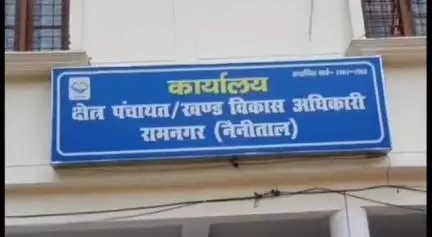 कार्यालय
क्षेत्र पंचायत/खण्ड विकास अधिकारी
रामनगर (नैनीताल)